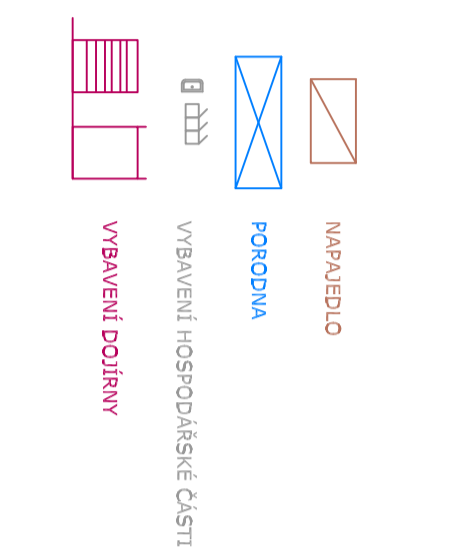 NAPAJEDLO
PORODNA
VYBAVENÍ HOSPODÁŘSKÉ ČÁSTI
VYBAVENÍ DOJÍRNY